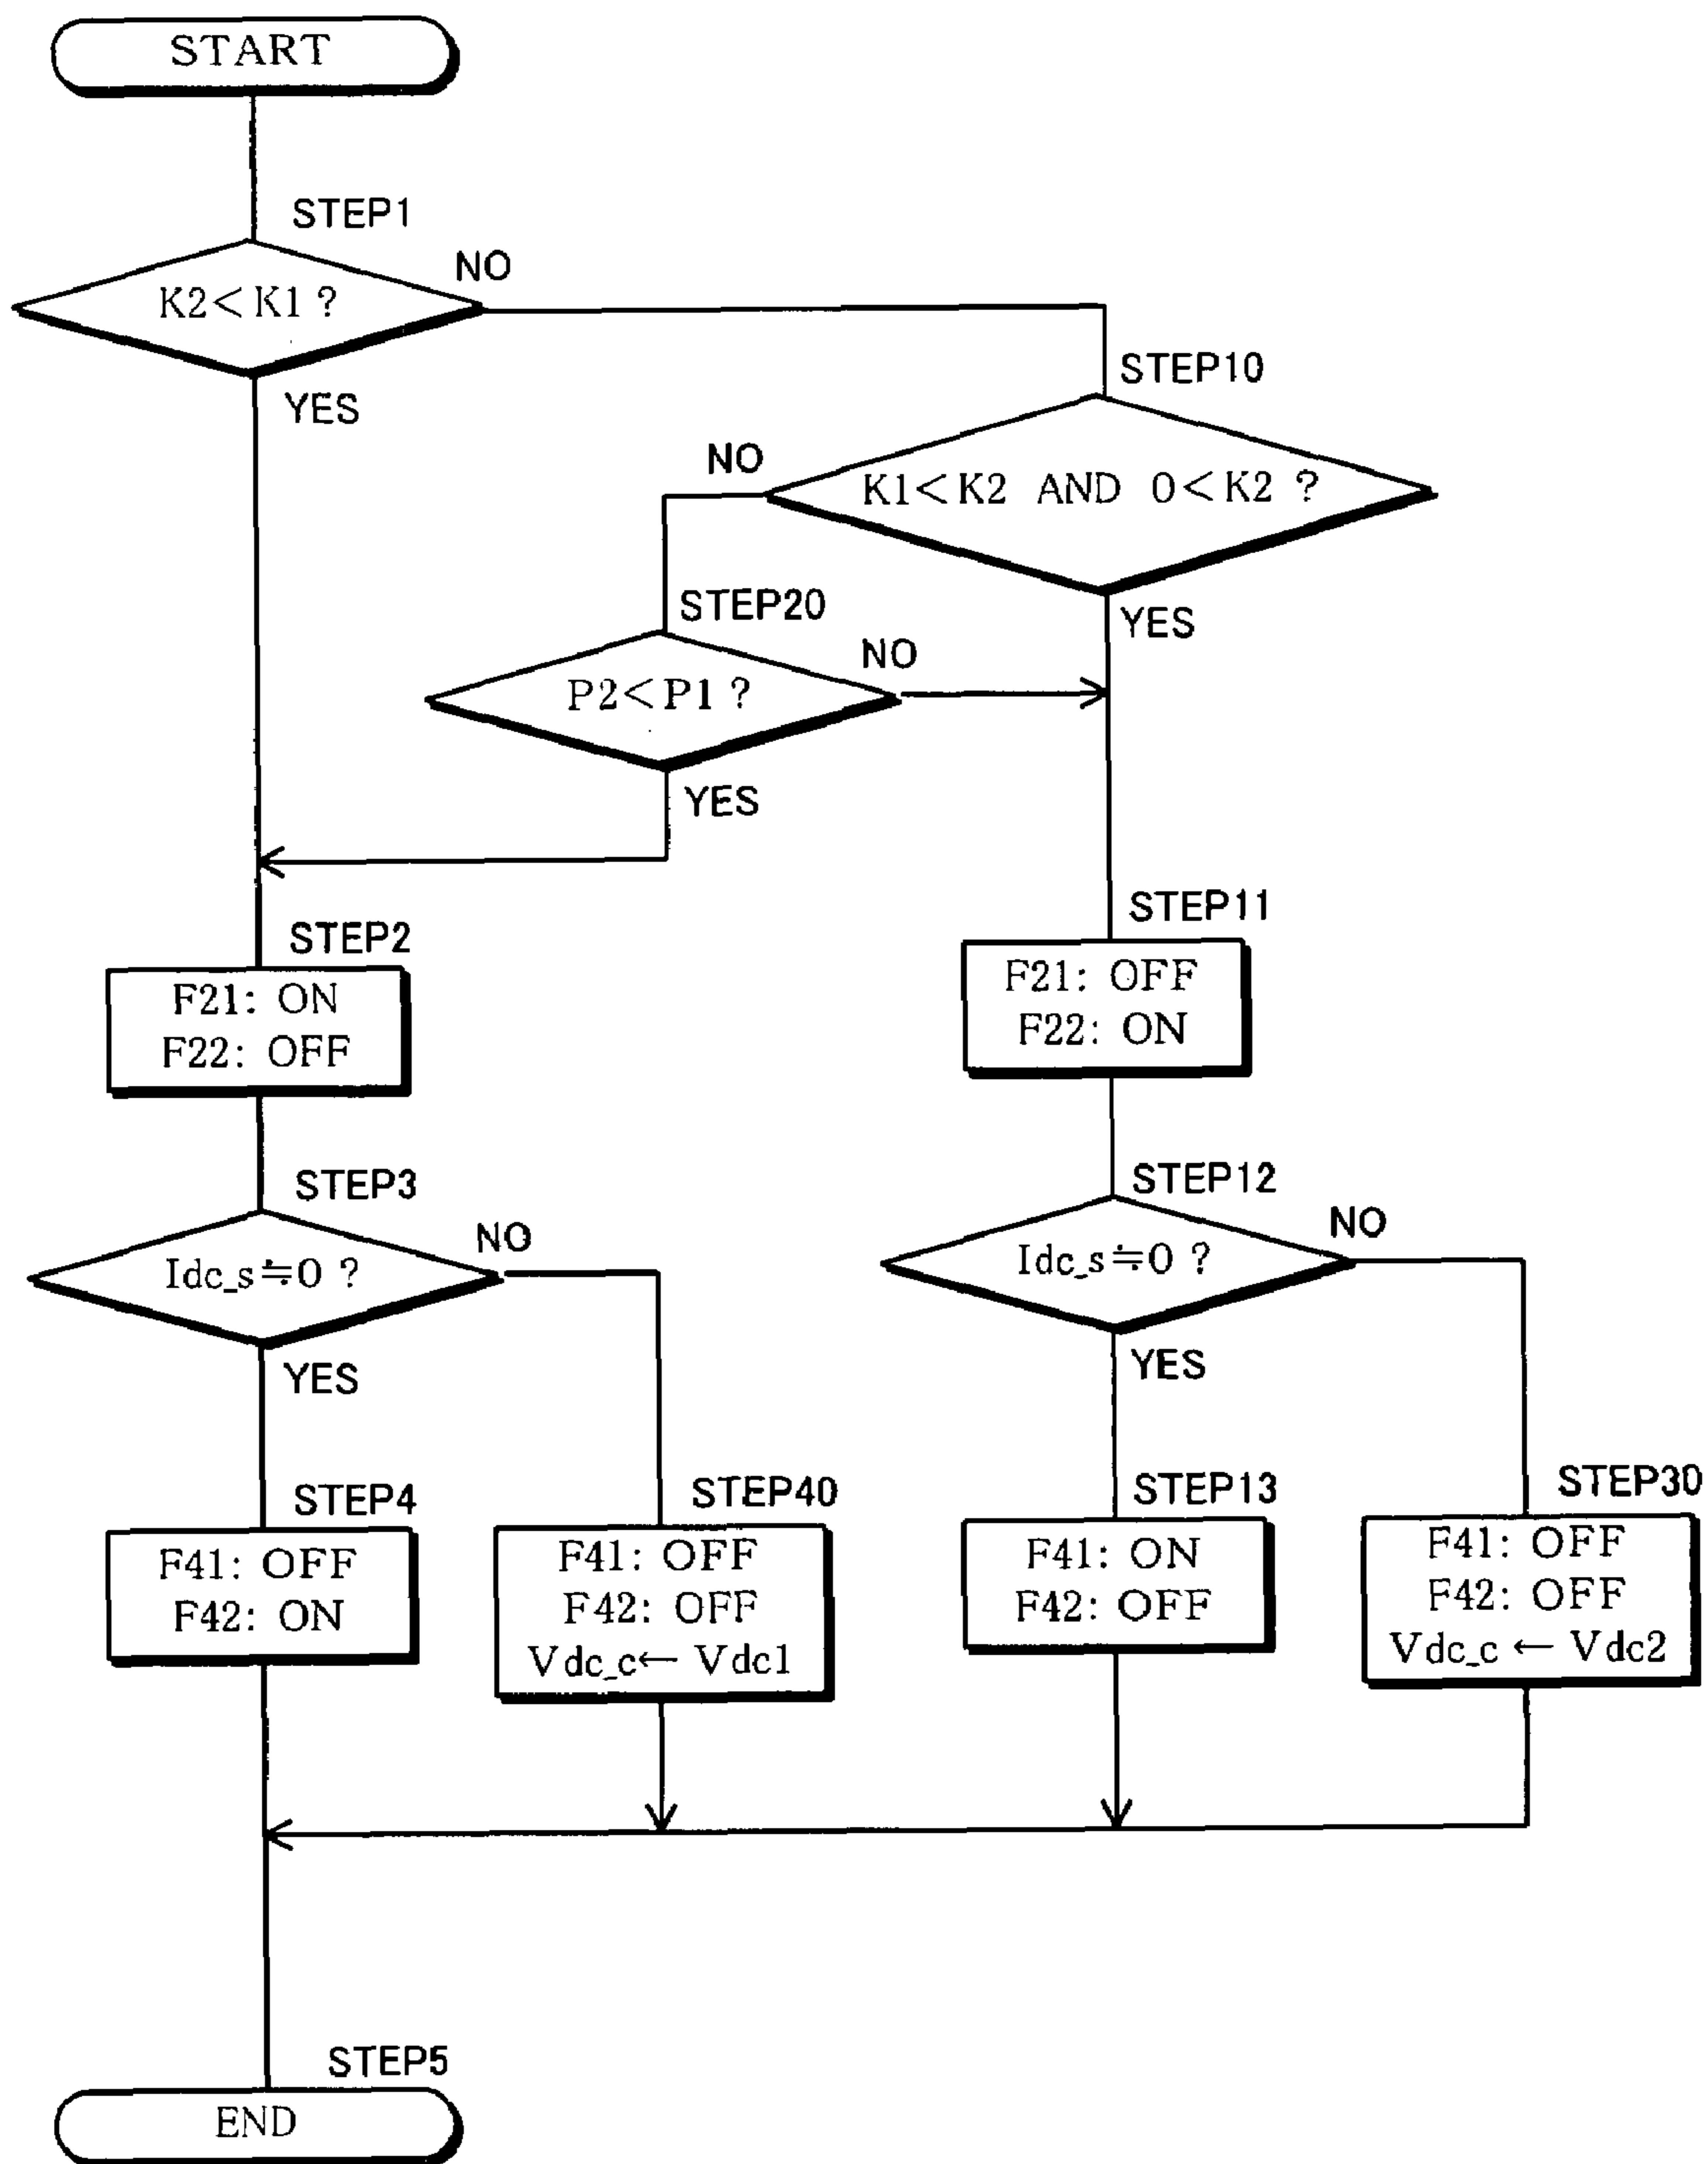 START
STEP1
K2<K1 ?
NO
YES
STEP10
K1<K2 AND 0<K2 ?
NO
YES
STEP20
P2<P1 ?
NO
YES
STEP2
F21: ON
F22: OFF
STEP11
F21: OFF
F22: ON
STEP3
Idc_s≒0 ?
NO
YES
STEP12
Idc_s≒0 ?
NO
YES
STEP4
F41: OFF
F42: ON
STEP40
F41: OFF
F42: OFF
Vdc_c← Vdc1
STEP13
F41: ON
F42: OFF
STEP30
F41: OFF
F42: OFF
Vdc_c ← Vdc2
STEP5
END